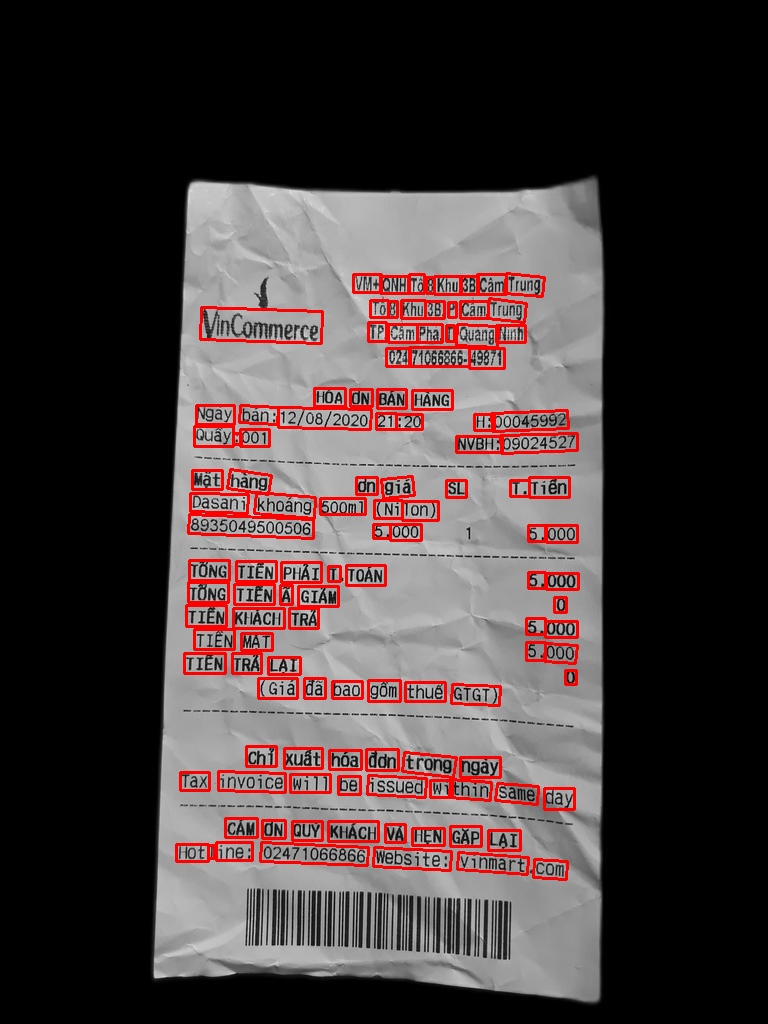 VinCommerce
VM+ QNH Tổ 8 Khu 3B Cẩm Trung
Tổ 8 Khu 3B, P Cẩm Trung
TP Cẩm Phả, T Quảng Ninh
024 71066866-49871
HÓA ĐƠN BÁN HÀNG
Ngày bán:12/08/2020 21:20 HĐ:00045992
Quầy:001 NVBH:09024527
Mặt hàng Đơn giá SL T.Tiền
Dasani khoáng 500ml (Nilon)
8935049500506 5.000 1 5.000
TỔNG TIỀN PHẢI T.TOÁN 5.000
TỔNG TIỀN ĐÃ GIẢM 0
TIỀN KHÁCH TRẢ 5.000
TIỀN MẶT 5.000
TIỀN TRẢ LẠI 0
(Giá đã bao gồm thuế GTGT)
Chỉ xuất hóa đơn trong ngày
Tax invoice will be issued within same day
CẢM ƠN QUÝ KHÁCH VÀ HẸN GẶP LẠI
Hotline: 02471066866 Website: vinmart.com